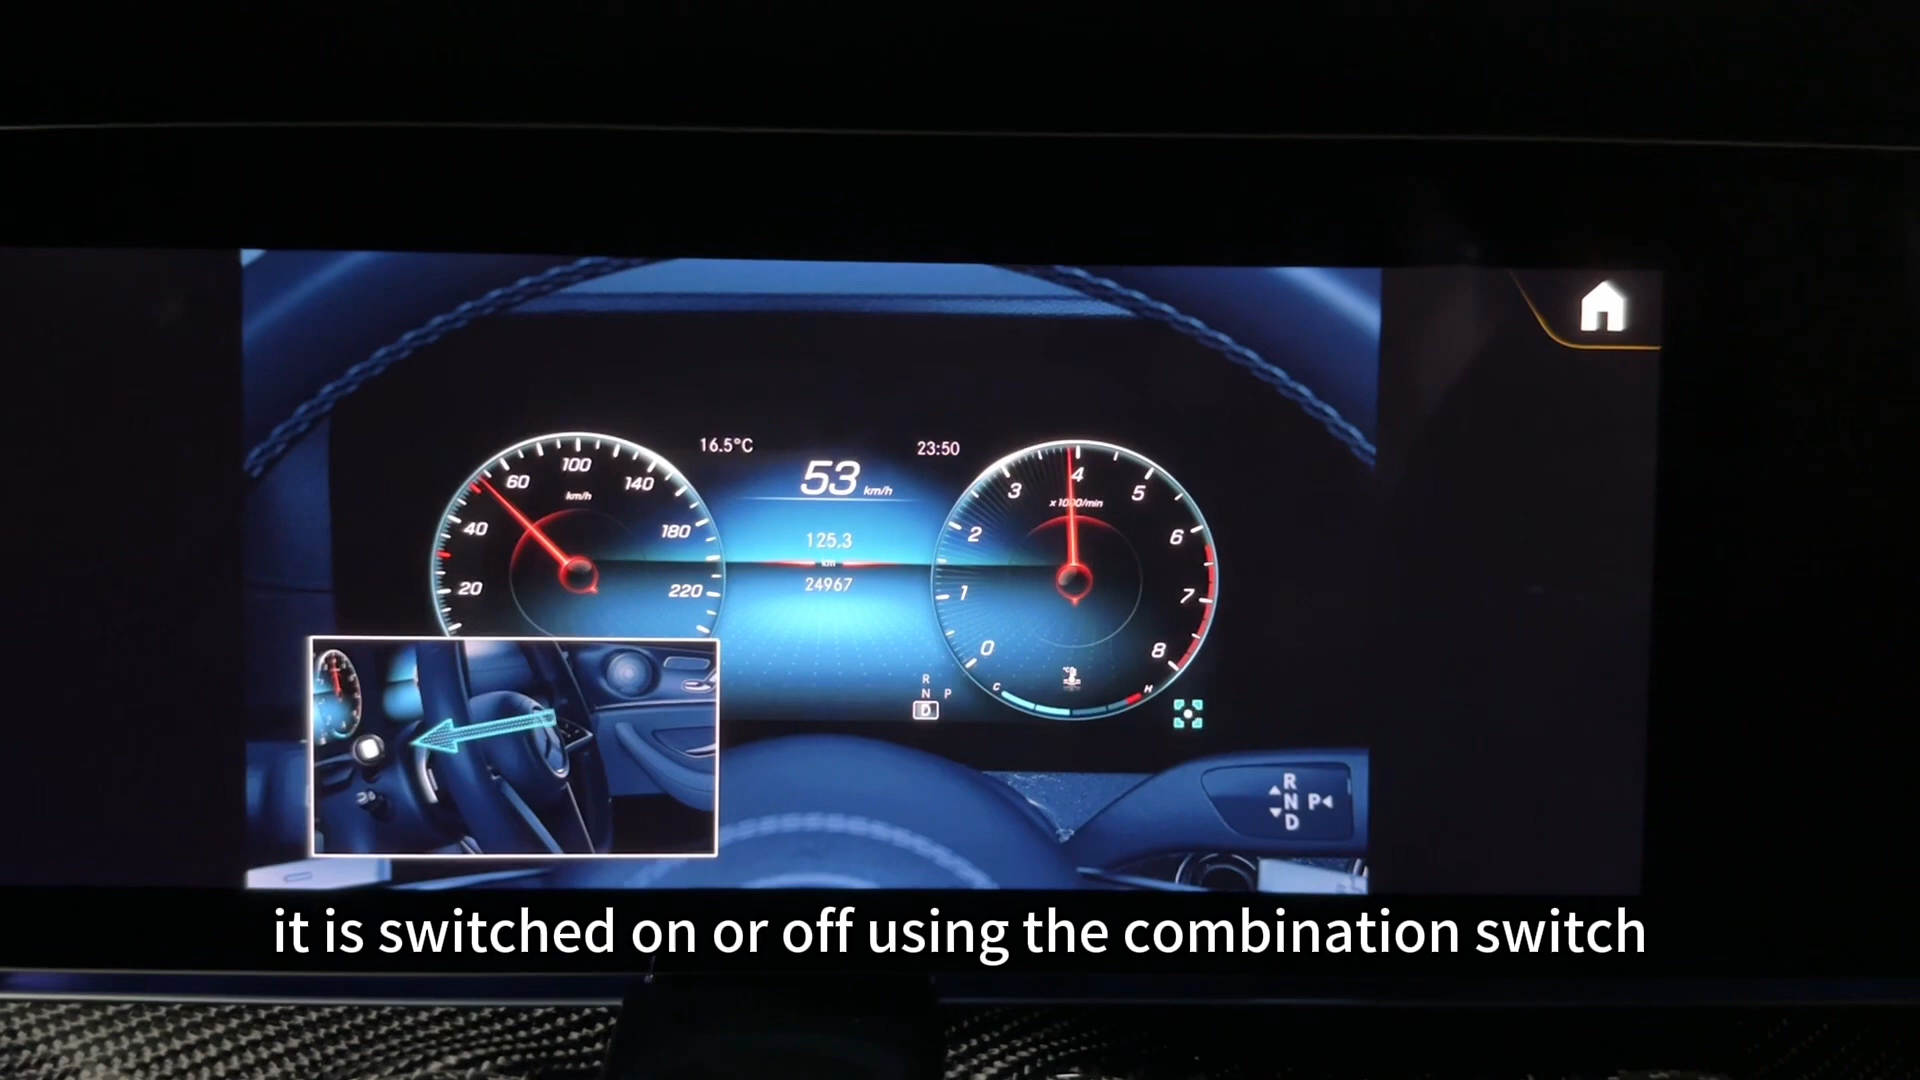 16.5°C
23:50
53 km/h
125.3
km
24967
20
40
60
100
140
180
220
km/h
0
1
2
3
4
5
6
7
8
x 1000/min
C
H
R
N P
D
R
N P
D
it is switched on or off using the combination switch